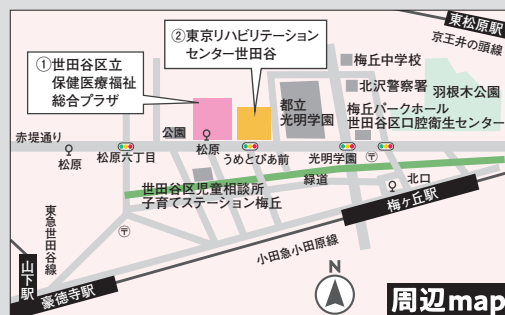 東松原駅
京王井の頭線
②東京リハビリテーション
センター世田谷
①世田谷区立
保健医療福祉
総合プラザ
梅丘中学校
北沢警察署
羽根木公園
梅丘パークホール
世田谷区口腔衛生センター
都立
光明学園
公園
赤堤通り
松原
松原六丁目
松原
うめとぴあ前
光明学園
〒
北口
緑道
世田谷区児童相談所
子育てステーション梅丘
梅ヶ丘駅
〒
東急世田谷線
小田急小田原線
山下駅
豪徳寺駅
N
周辺map